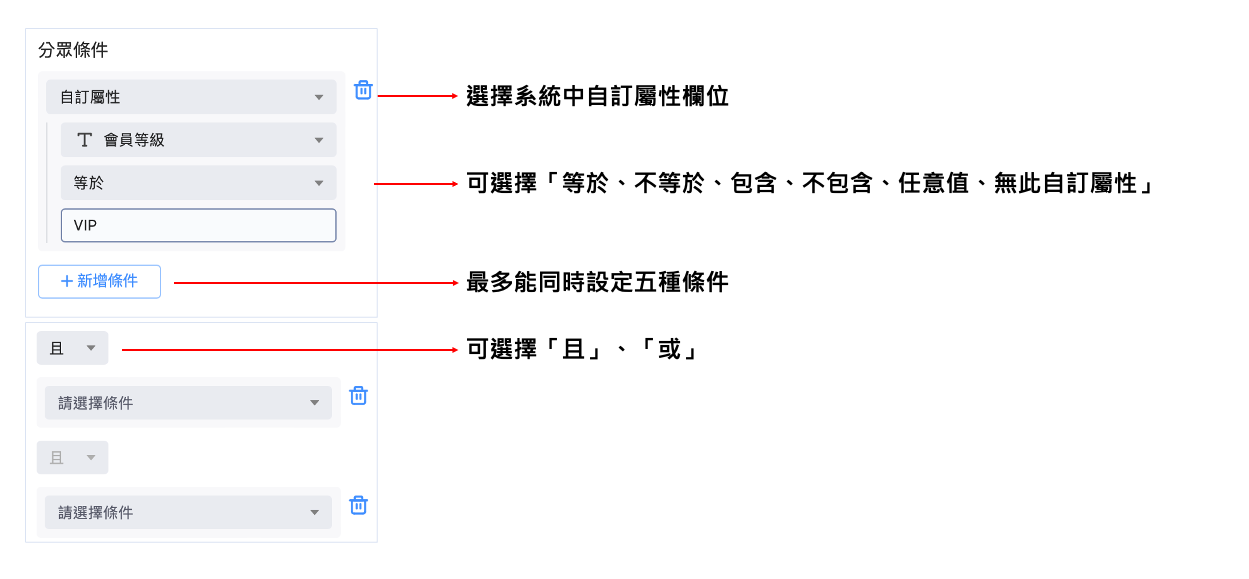 分眾條件
自訂屬性
選擇系統中自訂屬性欄位
T 會員等級
等於
可選擇「等於、不等於、包含、不包含、任意值、無此自訂屬性」
VIP
+ 新增條件
最多能同時設定五種條件
且
可選擇「且」、「或」
請選擇條件
且
請選擇條件